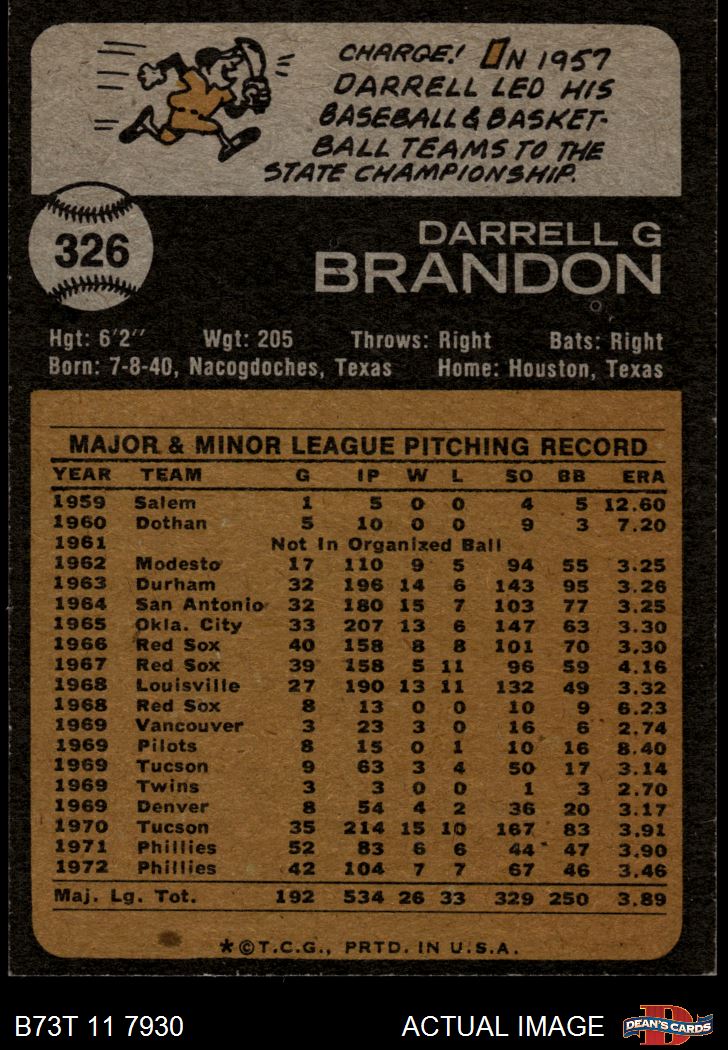 CHARGE! IN 1957
DARRELL LED HIS
BASEBALL & BASKET-
BALL TEAMS TO THE
STATE CHAMPIONSHIP.
326
DARRELL G
BRANDON
Hgt: 6'2" Wgt: 205 Throws: Right Bats: Right
Born: 7-8-40, Nacogdoches, Texas Home: Houston, Texas
MAJOR & MINOR LEAGUE PITCHING RECORD
YEAR TEAM G IP W L SO BB ERA
1959 Salem 1 5 0 0 4 5 12.60
1960 Dothan 5 10 0 0 9 3 7.20
1961 Not In Organized Ball
1962 Modesto 17 110 9 5 94 55 3.25
1963 Durham 32 196 14 6 143 95 3.26
1964 San Antonio 32 180 15 7 103 77 3.25
1965 Okla. City 33 207 13 6 147 63 3.30
1966 Red Sox 40 158 8 8 101 70 3.30
1967 Red Sox 39 158 5 11 96 59 4.16
1968 Louisville 27 190 13 11 132 49 3.32
1968 Red Sox 8 13 0 0 10 9 6.23
1969 Vancouver 3 23 3 0 16 6 2.74
1969 Pilots 8 15 0 1 10 16 8.40
1969 Tucson 9 63 3 4 50 17 3.14
1969 Twins 3 3 0 0 1 3 2.70
1969 Denver 8 54 4 2 36 20 3.17
1970 Tucson 35 214 15 10 167 83 3.91
1971 Phillies 52 83 6 6 44 47 3.90
1972 Phillies 42 104 7 7 67 46 3.46
Maj. Lg. Tot. 192 534 26 33 329 250 3.89
*©T.C.G., PRTD. IN U.S.A.
B73T 11 7930 ACTUAL IMAGE DEAN'S CARDS